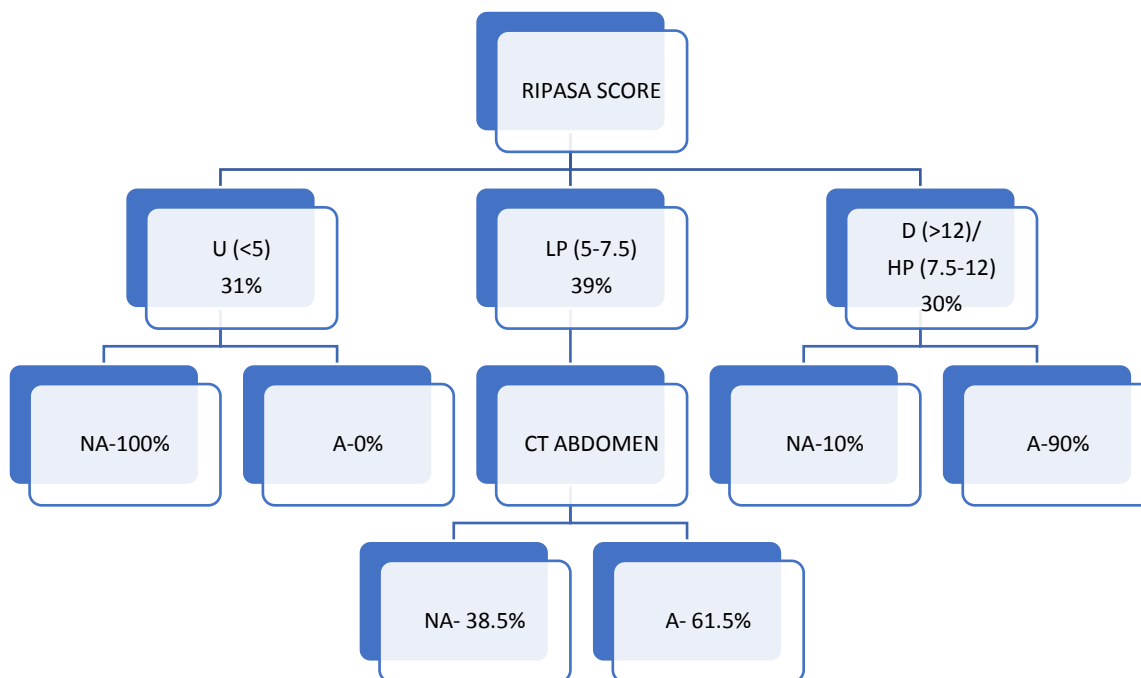 RIPASA SCORE
U (<5)
31%
LP (5-7.5)
39%
D (>12)/
HP (7.5-12)
30%
NA-100%
A-0%
CT ABDOMEN
NA-10%
A-90%
NA- 38.5%
A- 61.5%